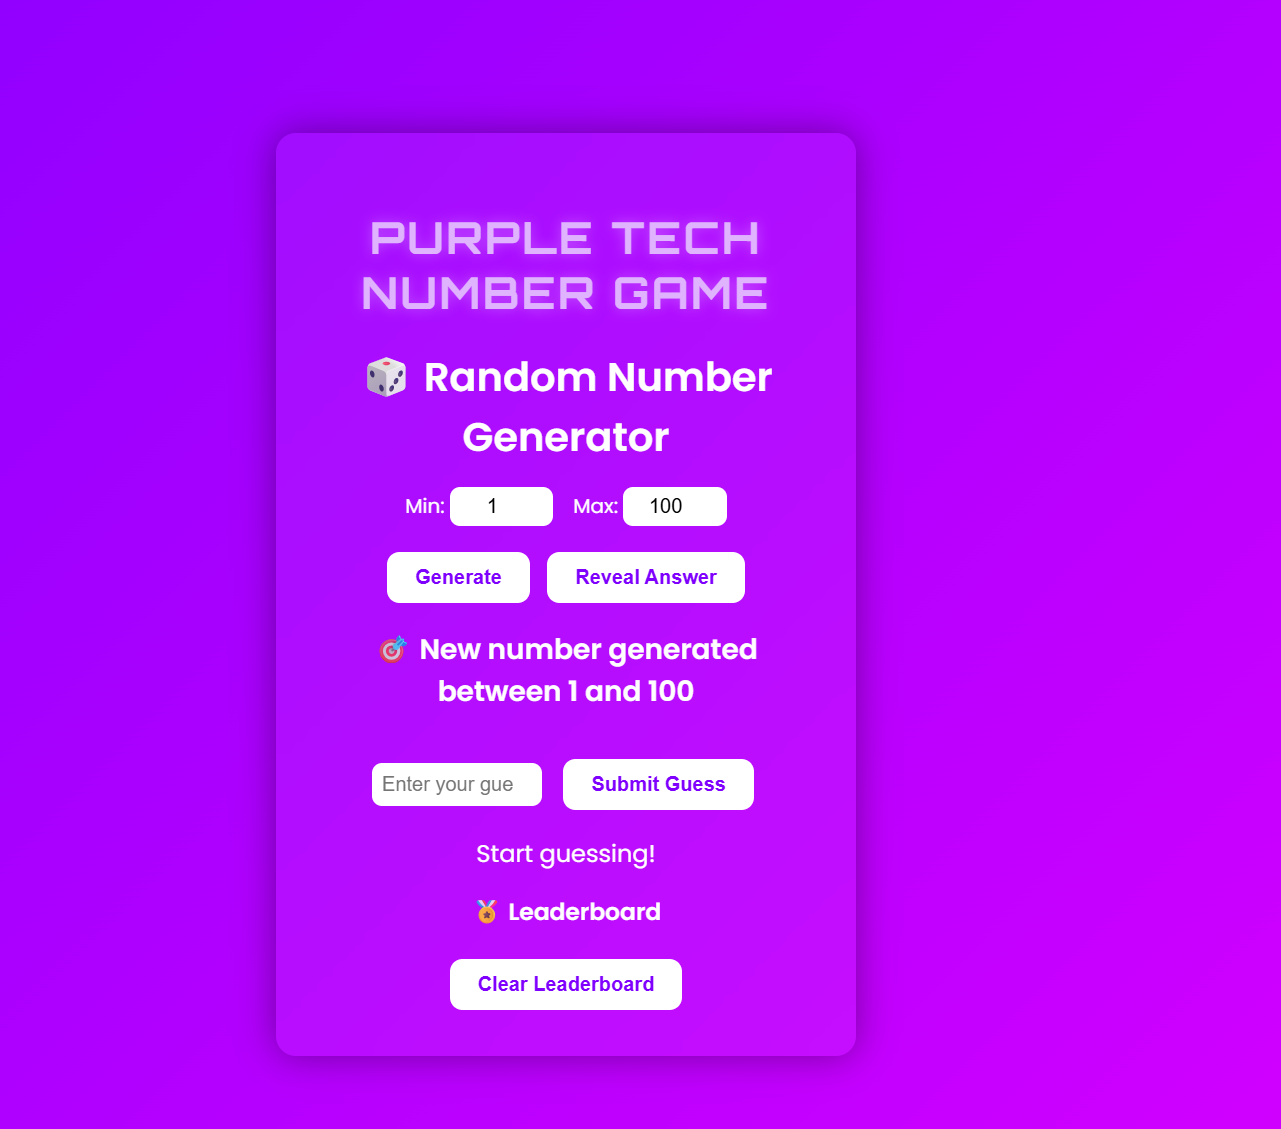 PURPLE TECH
NUMBER GAME
🎲 Random Number
Generator
Min: 1 Max: 100
Generate Reveal Answer
🎯 New number generated
between 1 and 100
Enter your gue Submit Guess
Start guessing!
🏅 Leaderboard
Clear Leaderboard